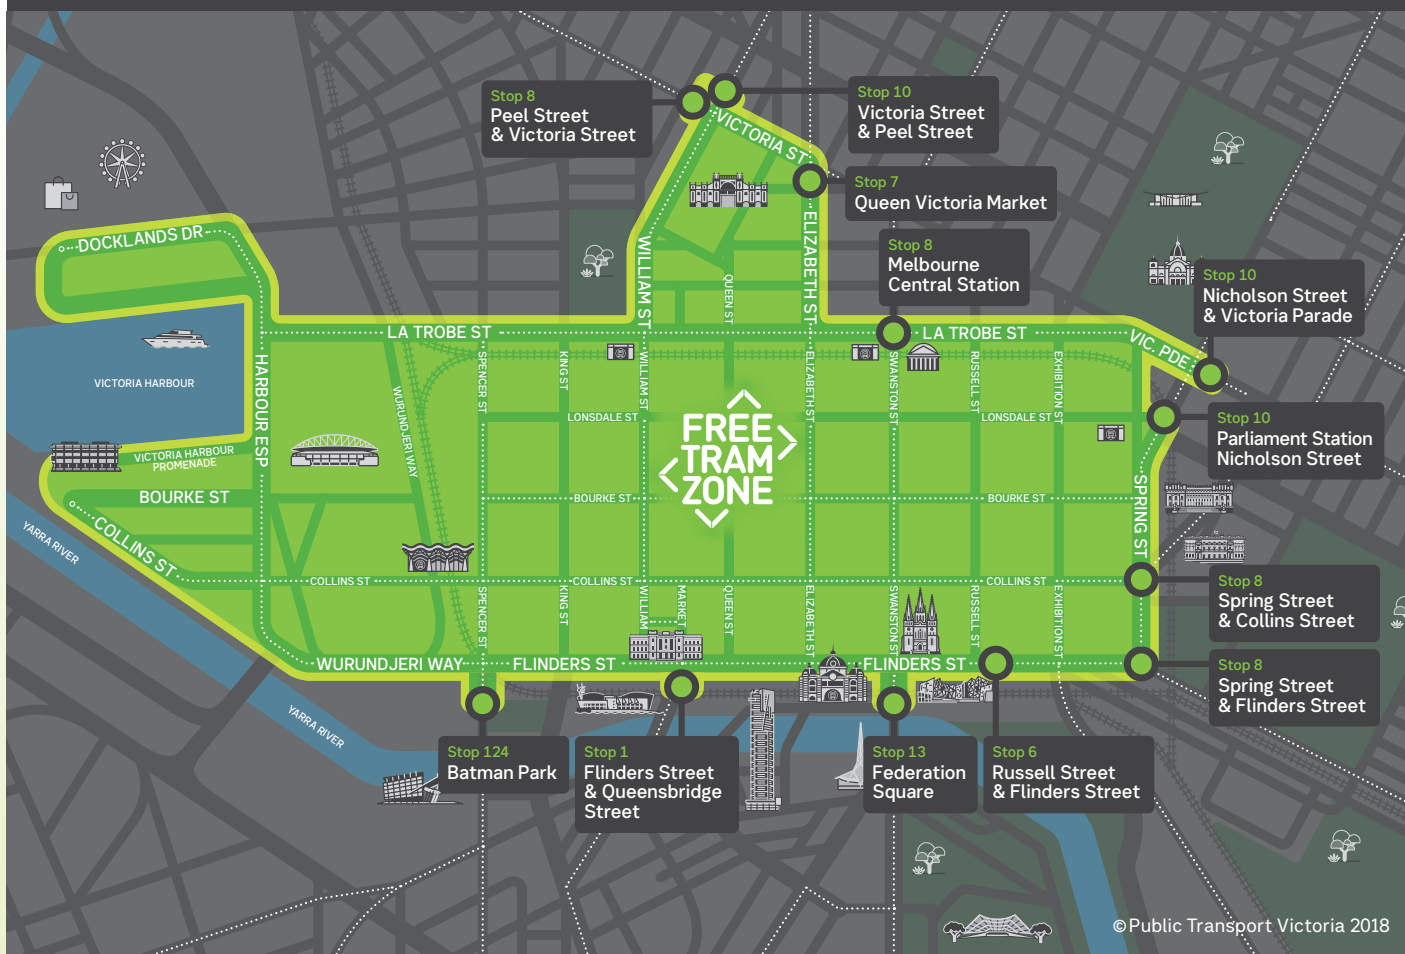 Stop 8
Peel Street
& Victoria Street
Stop 10
Victoria Street
& Peel Street
VICTORIA ST
Stop 7
Queen Victoria Market
Stop 8
Melbourne
Central Station
Stop 10
Nicholson Street
& Victoria Parade
DOCKLANDS DR
WILLIAM ST
QUEEN ST
ELIZABETH ST
LA TROBE ST
LA TROBE ST
VIC. PDE
VICTORIA HARBOUR
HARBOUR ESP
WURUNDJERI WAY
SPENCER ST
KING ST
WILLIAM ST
ELIZABETH ST
SWANSTON ST
RUSSELL ST
EXHIBITION ST
LONSDALE ST
LONSDALE ST
FREE
TRAM
ZONE
Stop 10
Parliament Station
Nicholson Street
VICTORIA HARBOUR
PROMENADE
BOURKE ST
BOURKE ST
BOURKE ST
SPRING ST
YARRA RIVER
COLLINS ST
COLLINS ST
COLLINS ST
COLLINS ST
Stop 8
Spring Street
& Collins Street
SPENCER ST
KING ST
WILLIAM
MARKET
QUEEN ST
ELIZABETH ST
SWANSTON ST
RUSSELL ST
EXHIBITION ST
WURUNDJERI WAY
FLINDERS ST
FLINDERS ST
Stop 8
Spring Street
& Flinders Street
YARRA RIVER
Stop 124
Batman Park
Stop 1
Flinders Street
& Queensbridge
Street
Stop 13
Federation
Square
Stop 6
Russell Street
& Flinders Street
©Public Transport Victoria 2018